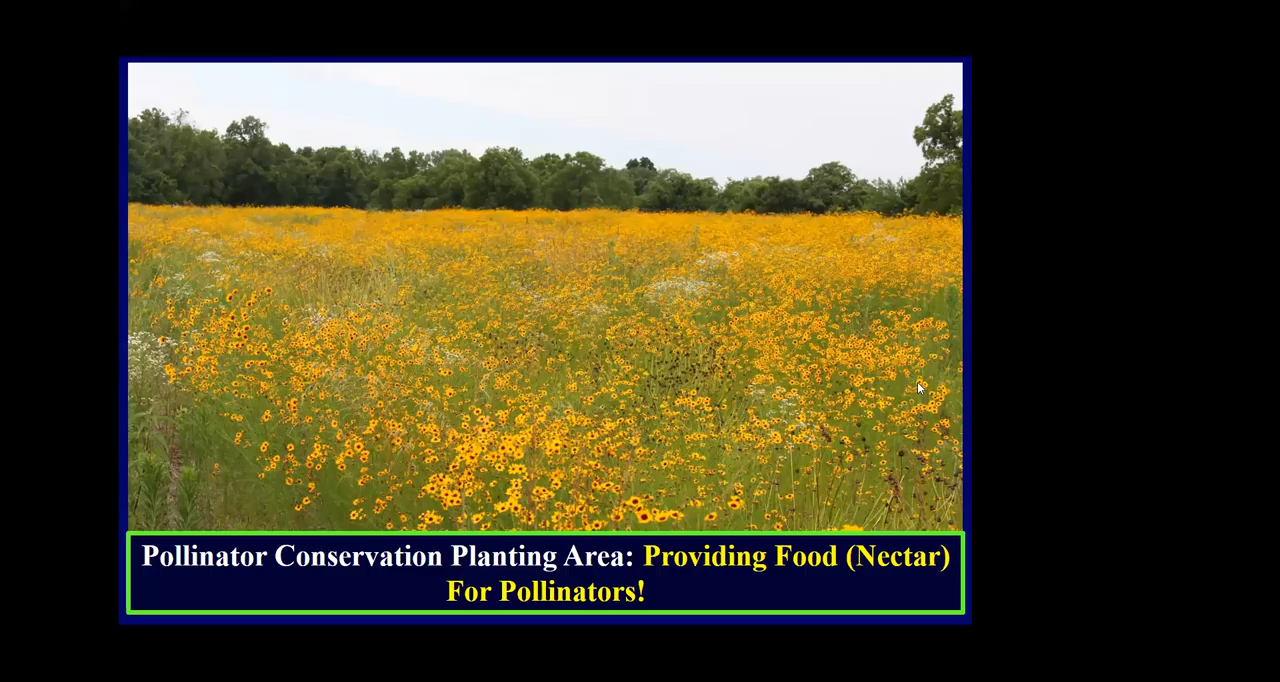 Pollinator Conservation Planting Area: Providing Food (Nectar)
For Pollinators!